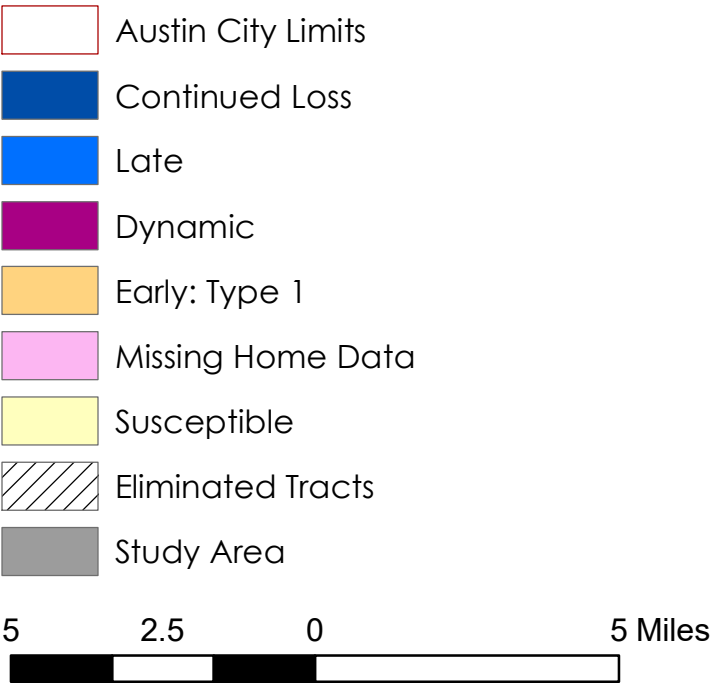 Austin City Limits
Continued Loss
Late
Dynamic
Early: Type 1
Missing Home Data
Susceptible
Eliminated Tracts
Study Area
5 2.5 0 5 Miles